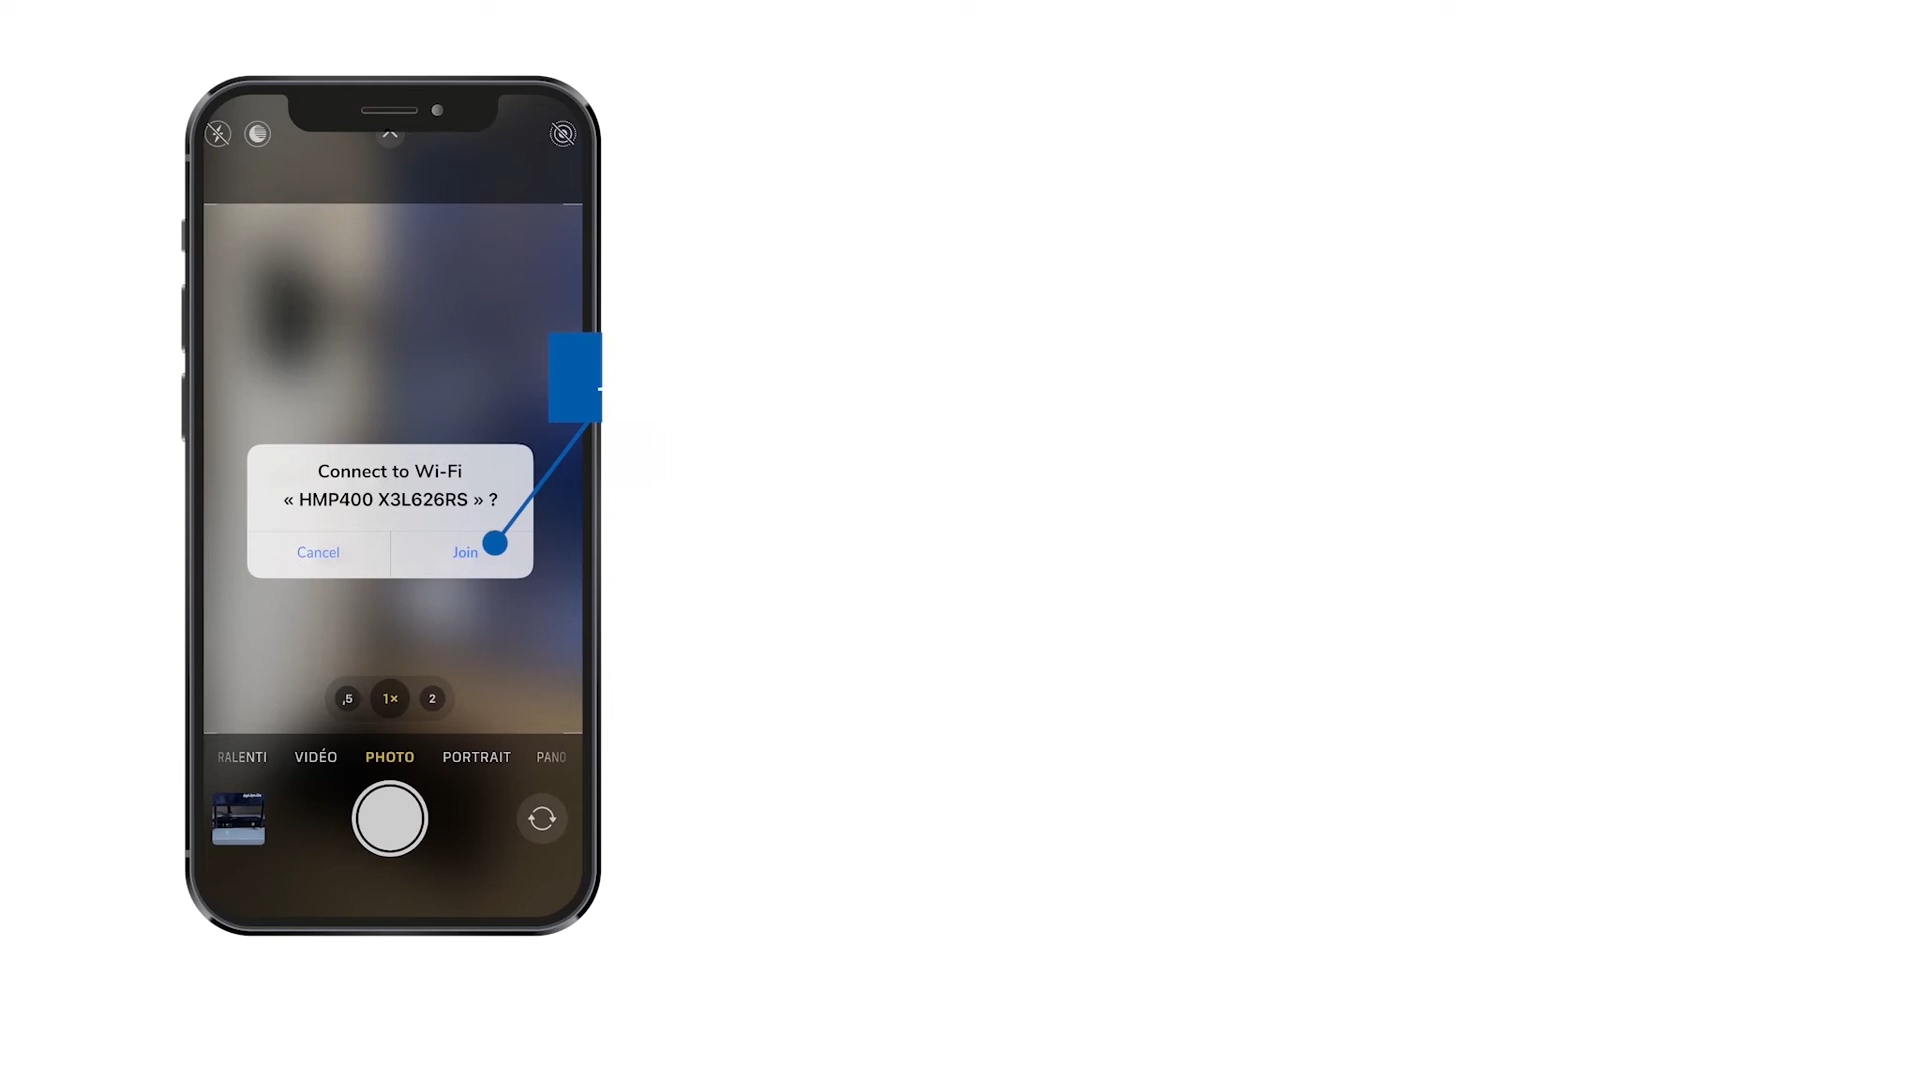 Connect to Wi-Fi
« HMP400 X3L626RS » ?
Cancel Join
,5 1× 2
RALENTI VIDÉO PHOTO PORTRAIT PANO